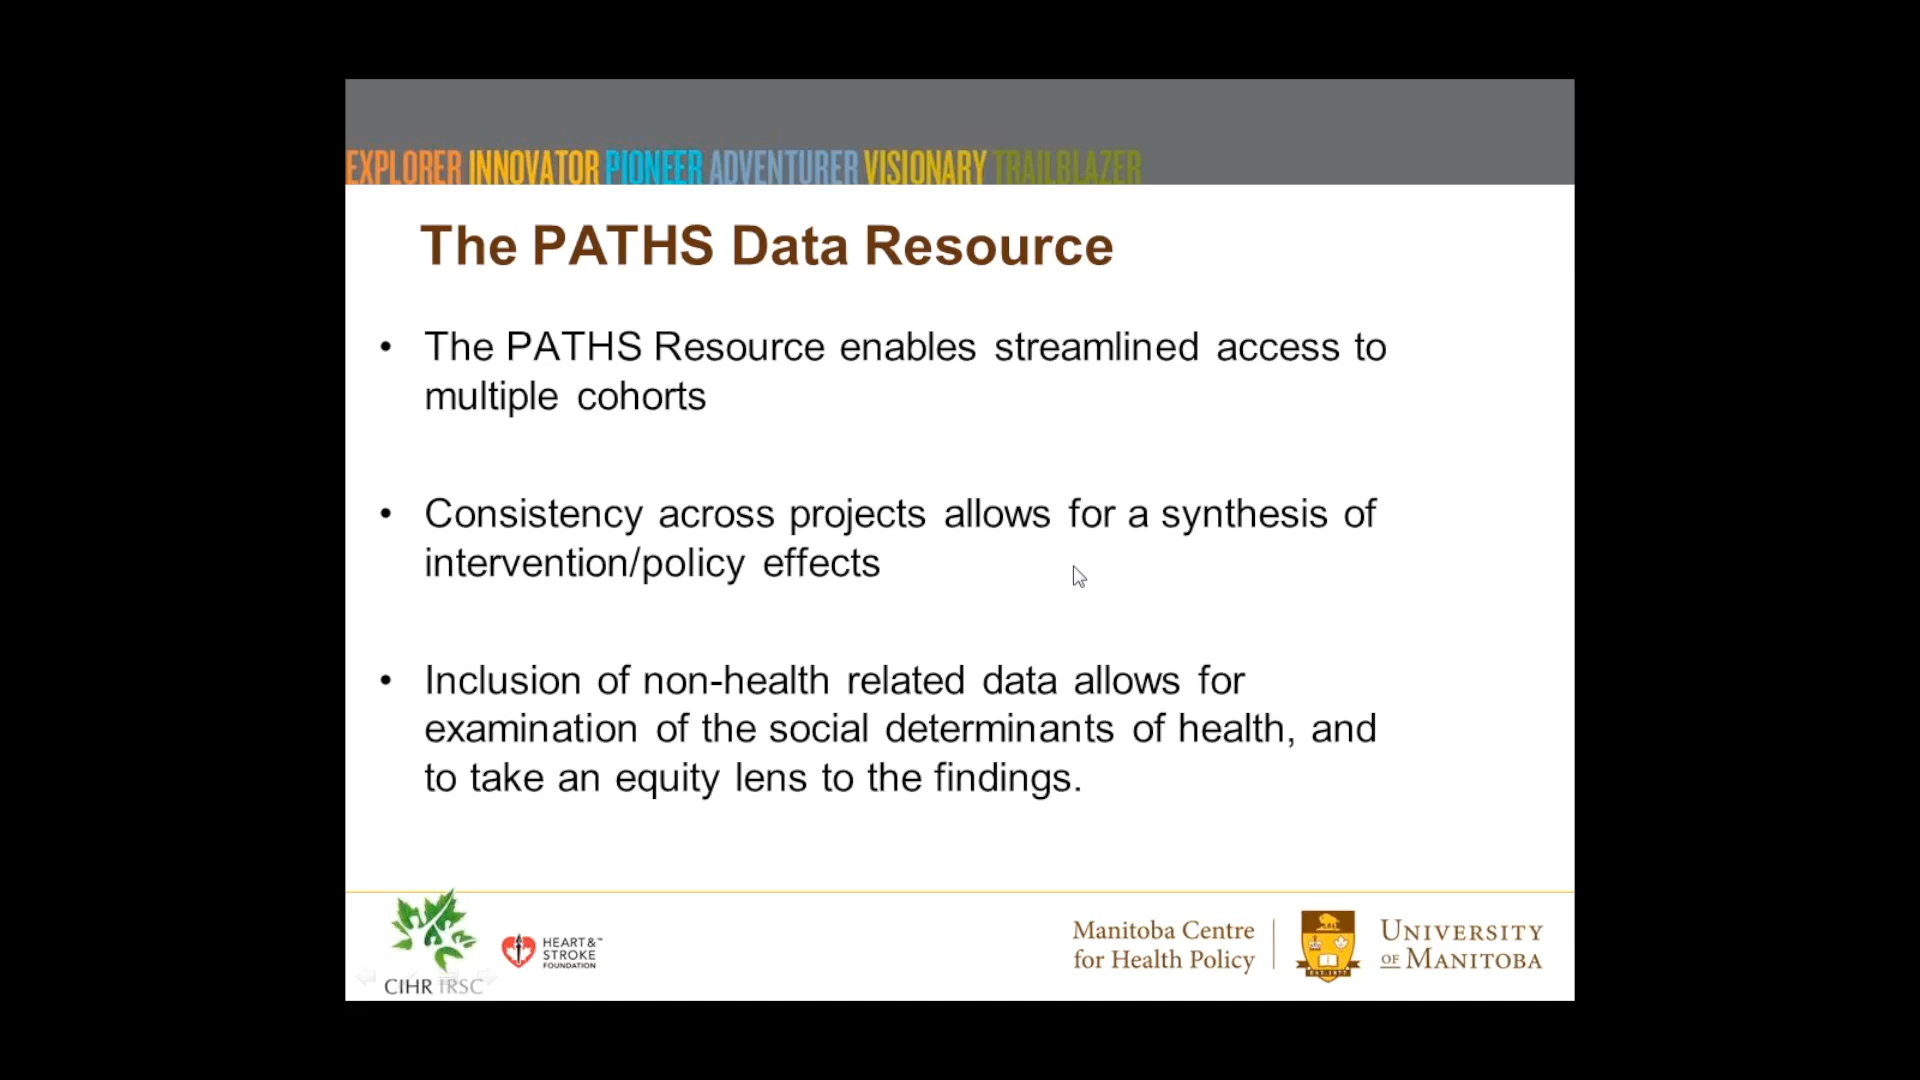 EXPLORER INNOVATOR PIONEER ADVENTURER VISIONARY TRAILBLAZER
The PATHS Data Resource
• The PATHS Resource enables streamlined access to
multiple cohorts
• Consistency across projects allows for a synthesis of
intervention/policy effects
• Inclusion of non-health related data allows for
examination of the social determinants of health, and
to take an equity lens to the findings.
CIHR IRSC
HEART &™
STROKE
FOUNDATION
Manitoba Centre
for Health Policy
EST. 1877
UNIVERSITY
OF MANITOBA